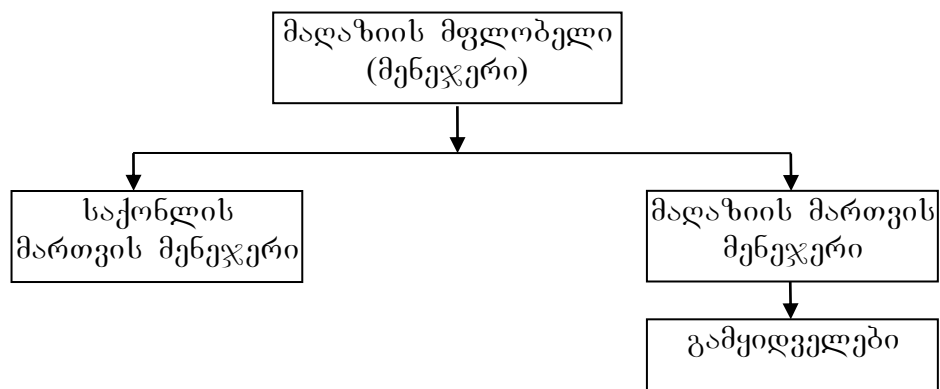 მაღაზიის მფლობელი
(მენეჯერი)
საქონლის
მართვის მენეჯერი
მაღაზიის მართვის
მენეჯერი
გამყიდველები